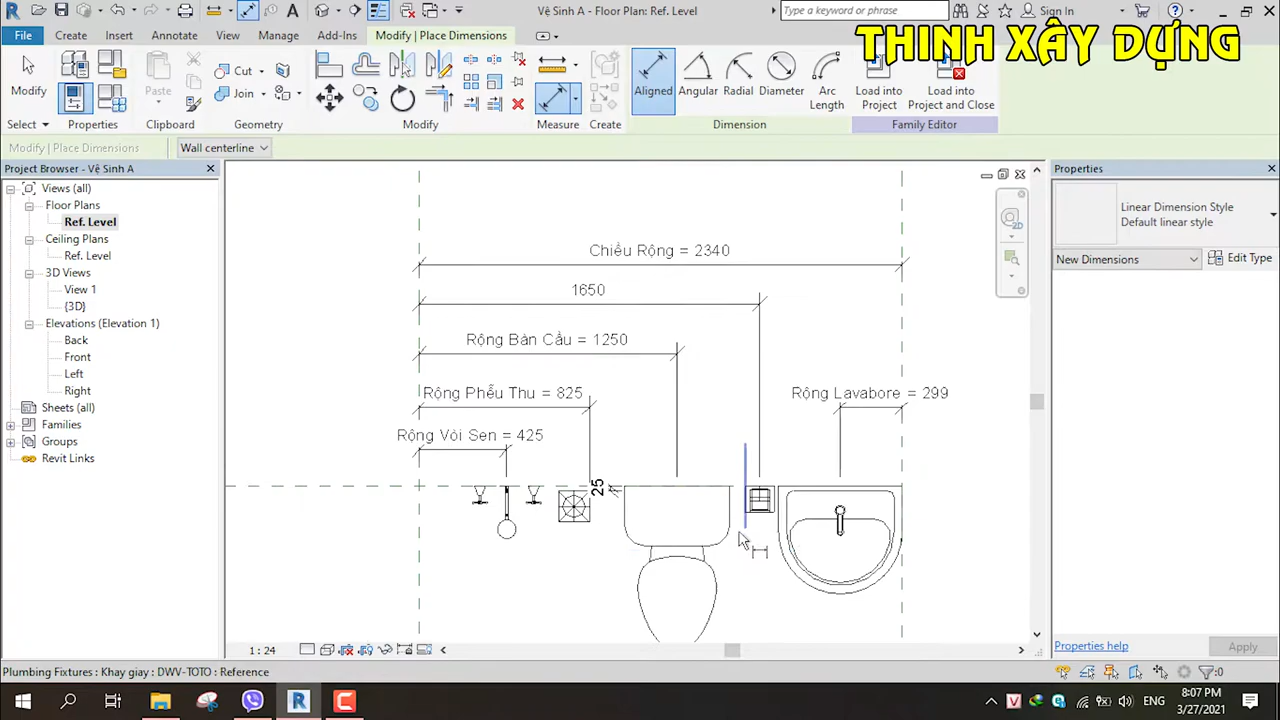 Vệ Sinh A - Floor Plan: Ref. Level
Type a keyword or phrase
Sign In
THINH XÂY DỰNG
File
Create
Insert
Annotate
View
Manage
Add-Ins
Modify | Place Dimensions
Modify
Paste
Cut
Join
Aligned
Angular
Radial
Diameter
Arc
Length
Load into
Project
Load into
Project and Close
Select
Properties
Clipboard
Geometry
Modify
Measure
Create
Dimension
Family Editor
Modify | Place Dimensions
Wall centerline
Project Browser - Vệ Sinh A
Views (all)
Floor Plans
Ref. Level
Ceiling Plans
Ref. Level
3D Views
View 1
{3D}
Elevations (Elevation 1)
Back
Front
Left
Right
Sheets (all)
Families
Groups
Revit Links
Chiều Rộng = 2340
1650
Rộng Bàn Cầu = 1250
Rộng Phễu Thu = 825
Rộng Lavabore = 299
Rộng Vòi Sen = 425
25
2D
Properties
Linear Dimension Style
Default linear style
New Dimensions
Edit Type
Properties help
Apply
1 : 24
Plumbing Fixtures : Khay giay : DWV-TOTO : Reference
:0
ENG
8:07 PM
3/27/2021